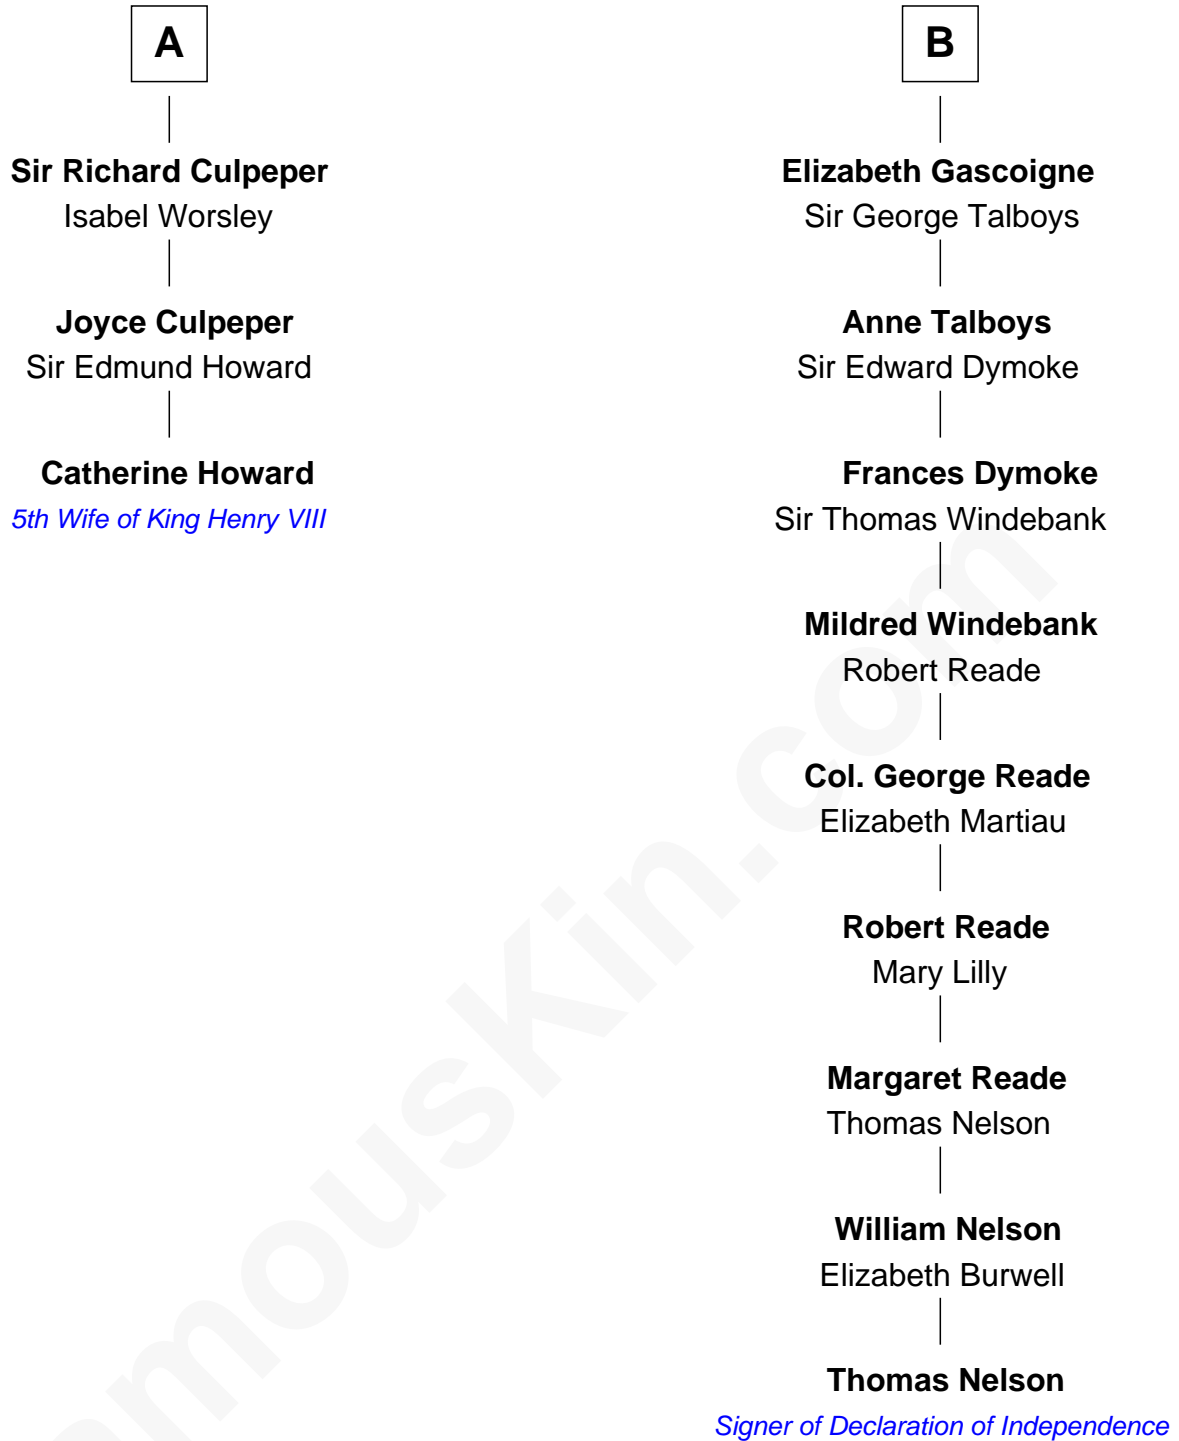 A
Sir Richard Culpeper
Isabel Worsley
Joyce Culpeper
Sir Edmund Howard
Catherine Howard
5th Wife of King Henry VIII
B
Elizabeth Gascoigne
Sir George Talboys
Anne Talboys
Sir Edward Dymoke
Frances Dymoke
Sir Thomas Windebank
Mildred Windebank
Robert Reade
Col. George Reade
Elizabeth Martiau
Robert Reade
Mary Lilly
Margaret Reade
Thomas Nelson
William Nelson
Elizabeth Burwell
Thomas Nelson
Signer of Declaration of Independence
amouskin.com